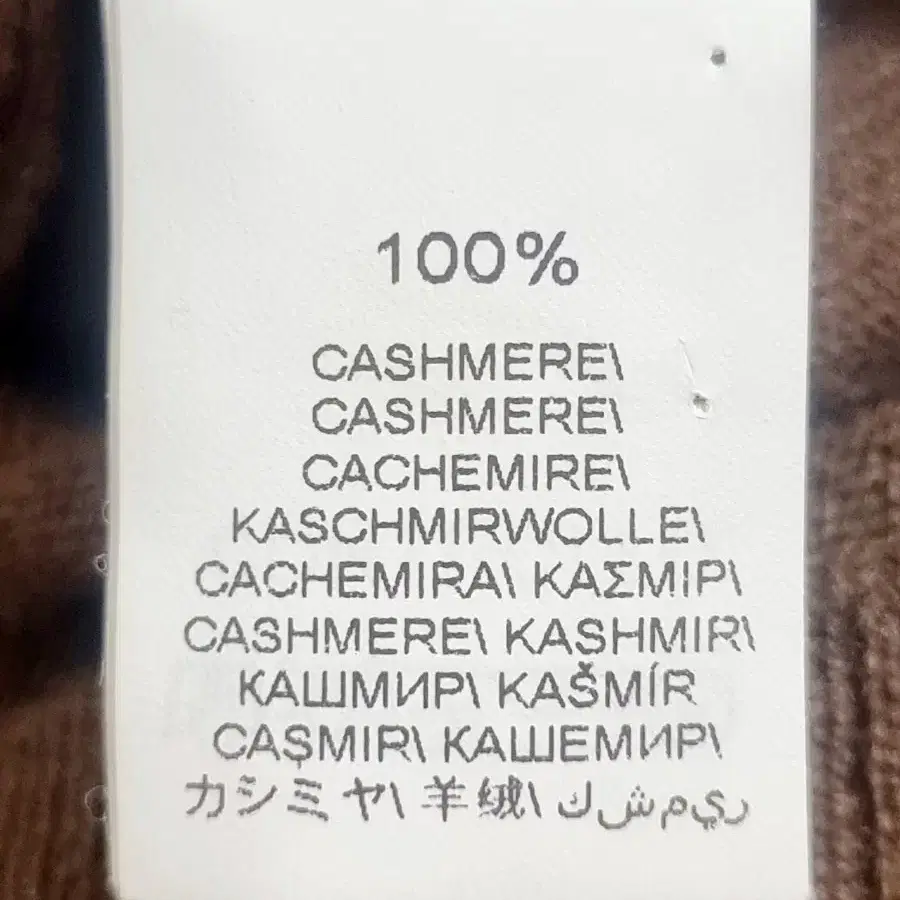 100%
CASHMERE\
CASHMERE\
CACHEMIRE\
KASCHMIRWOLLE\
CACHEMIRA\ ΚΑΣΜΙΡ\
CASHMERE\ KASHMIR\
КАШМИР\ KAŠMÍR
CAŞMIR\ КАШЕМИР\
カシミヤ\ 羊绒\ ك ش م ي ر